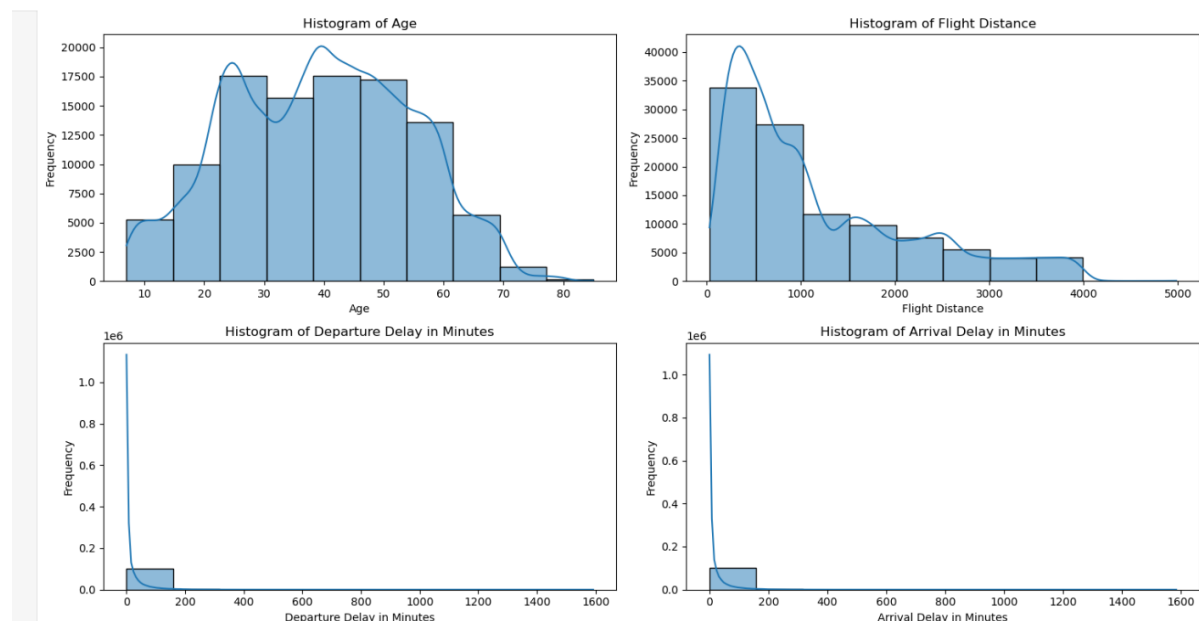 Histogram of Age
20000
17500
15000
12500
10000
7500
5000
2500
0
Frequency
10 20 30 40 50 60 70 80
Age
Histogram of Flight Distance
40000
35000
30000
25000
20000
15000
10000
5000
0
Frequency
0 1000 2000 3000 4000 5000
Flight Distance
Histogram of Departure Delay in Minutes
1e6
1.0
0.8
0.6
0.4
0.2
0.0
Frequency
0 200 400 600 800 1000 1200 1400 1600
Departure Delay in Minutes
Histogram of Arrival Delay in Minutes
1e6
1.0
0.8
0.6
0.4
0.2
0.0
Frequency
0 200 400 600 800 1000 1200 1400 1600
Arrival Delay in Minutes